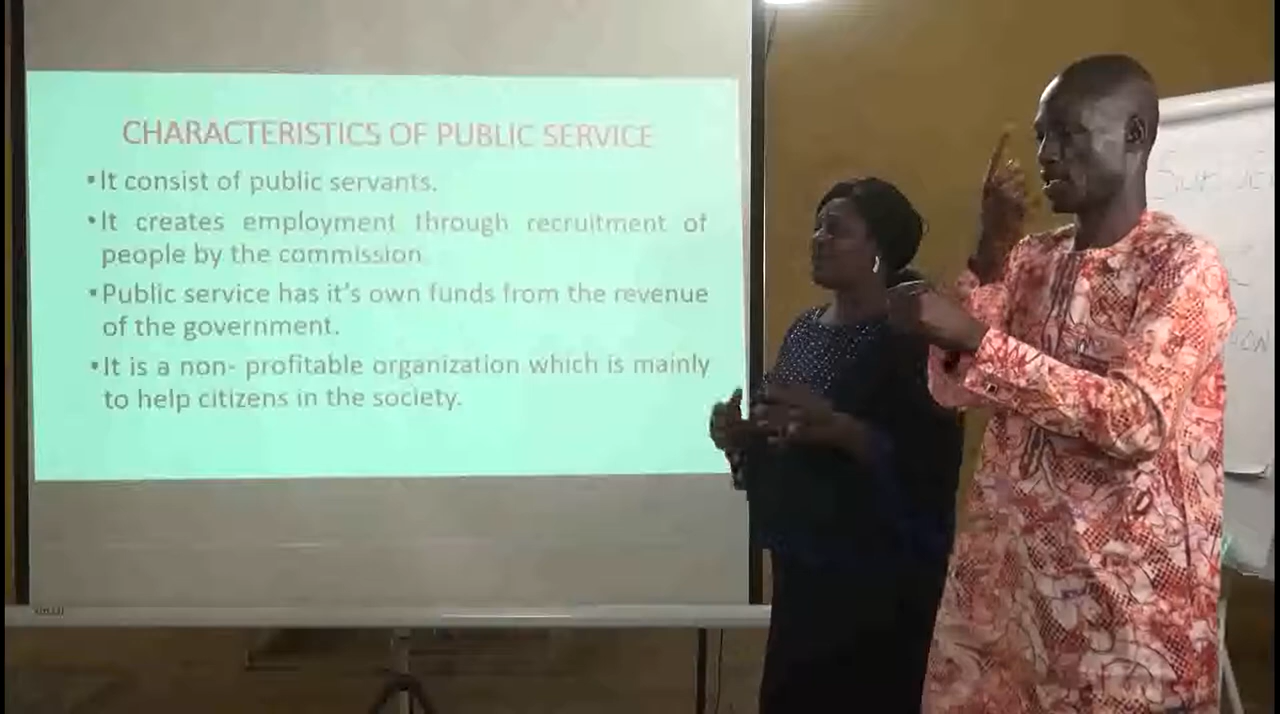 CHARACTERISTICS OF PUBLIC SERVICE
•It consist of public servants.
•It creates employment through recruitment of
people by the commission
•Public service has it's own funds from the revenue
of the government.
•It is a non- profitable organization which is mainly
to help citizens in the society.